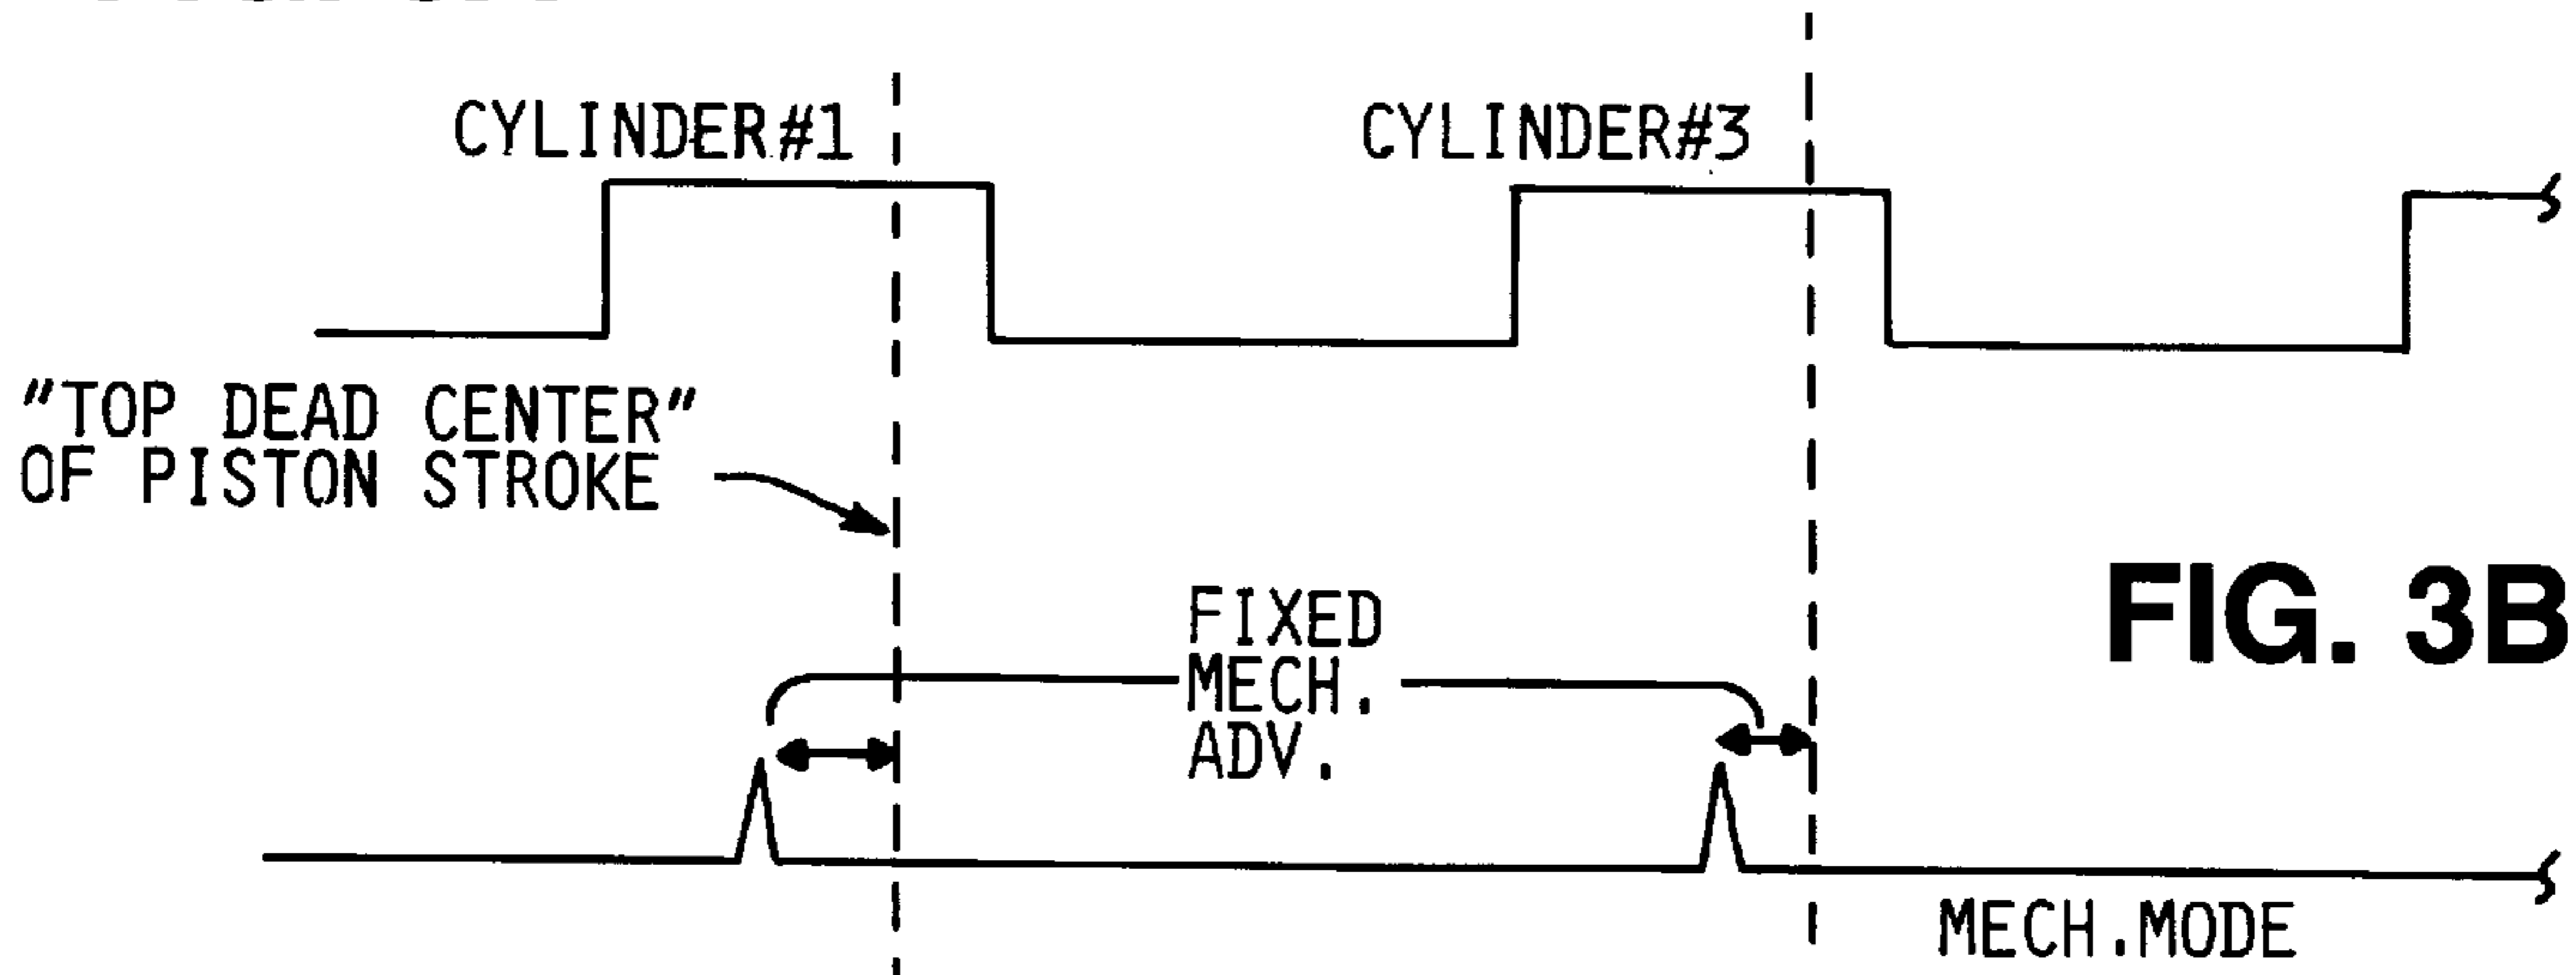 CYLINDER#1
CYLINDER#3
"TOP DEAD CENTER"
OF PISTON STROKE
FIXED
MECH.
ADV.
FIG. 3B
MECH.MODE